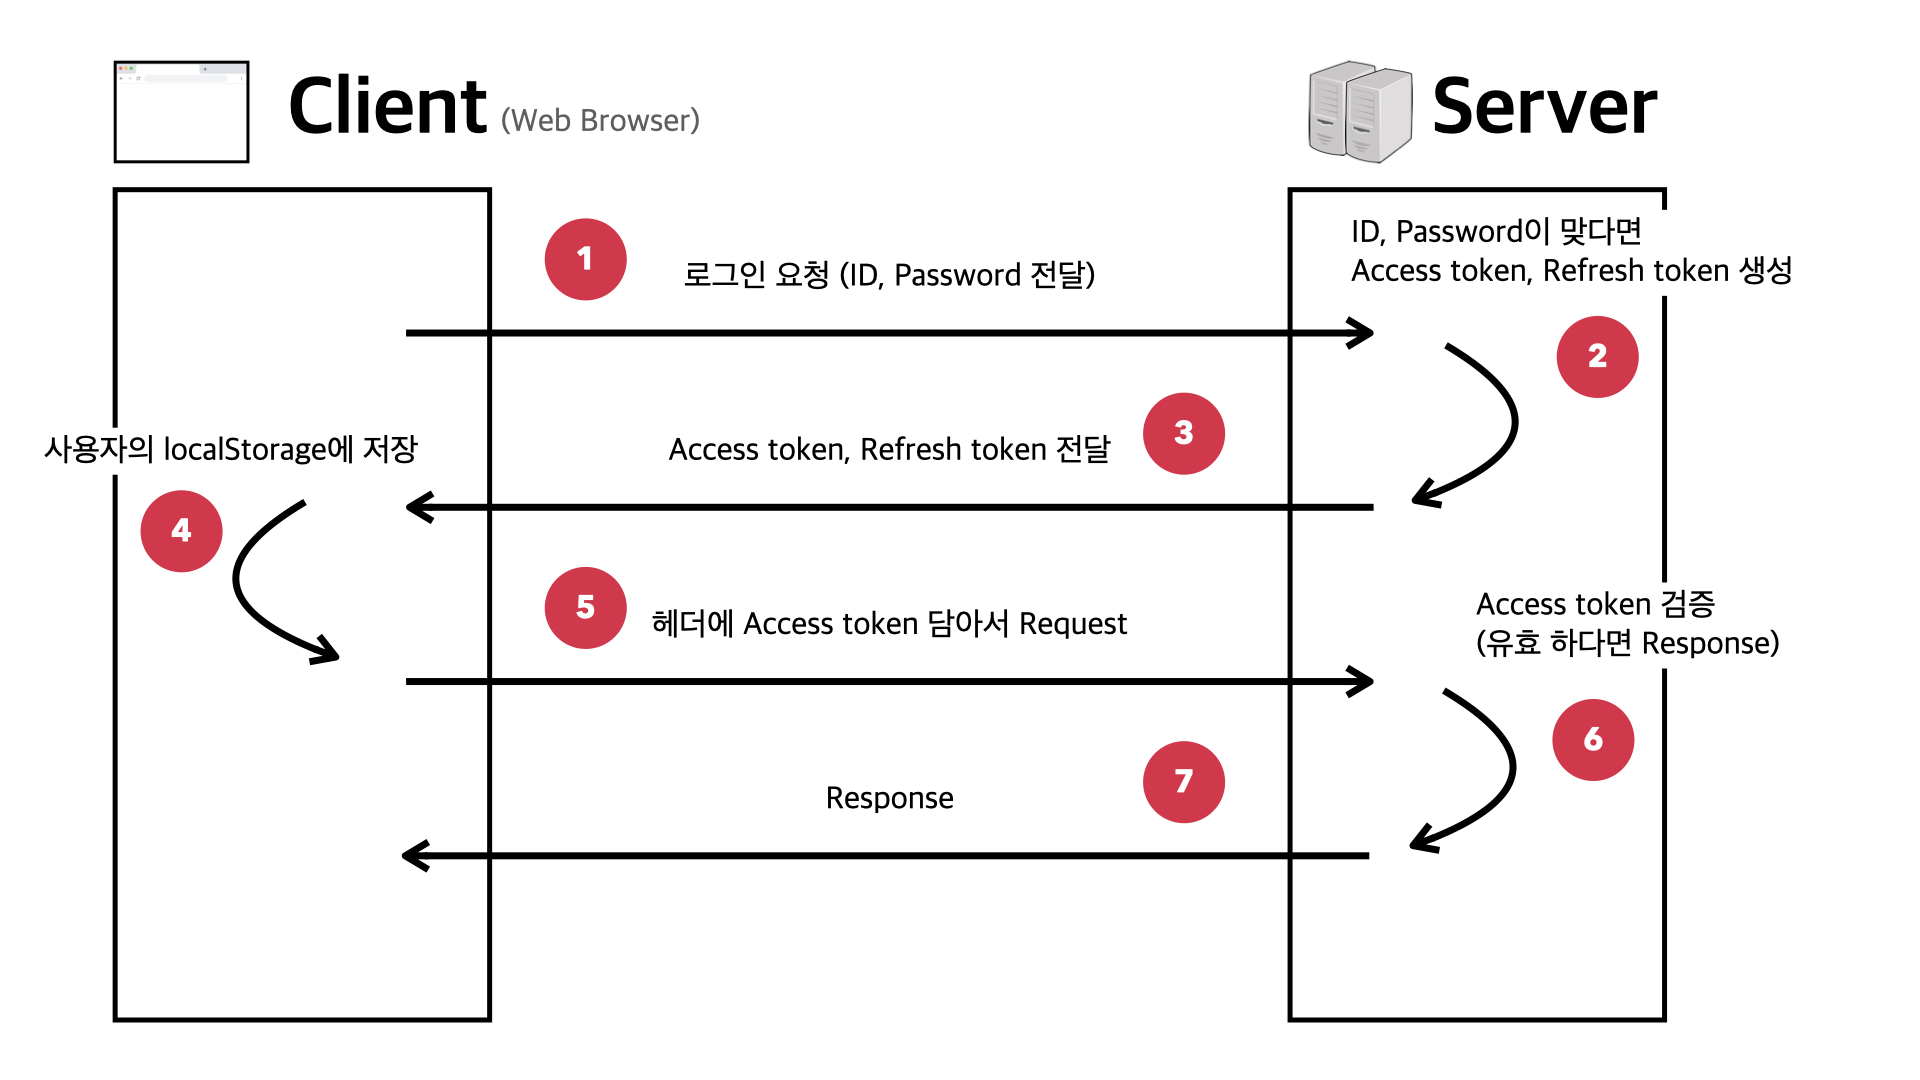 Client (Web Browser)
Server
1
로그인 요청 (ID, Password 전달)
ID, Password이 맞다면
Access token, Refresh token 생성
2
3
Access token, Refresh token 전달
사용자의 localStorage에 저장
4
5
헤더에 Access token 담아서 Request
Access token 검증
(유효 하다면 Response)
6
7
Response